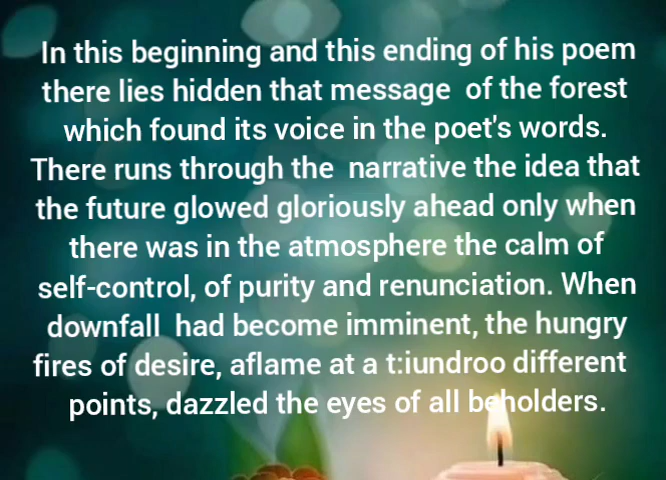 In this beginning and this ending of his poem
there lies hidden that message of the forest
which found its voice in the poet's words.
There runs through the narrative the idea that
the future glowed gloriously ahead only when
there was in the atmosphere the calm of
self-control, of purity and renunciation. When
downfall had become imminent, the hungry
fires of desire, aflame at a t:iundroo different
points, dazzled the eyes of all beholders.